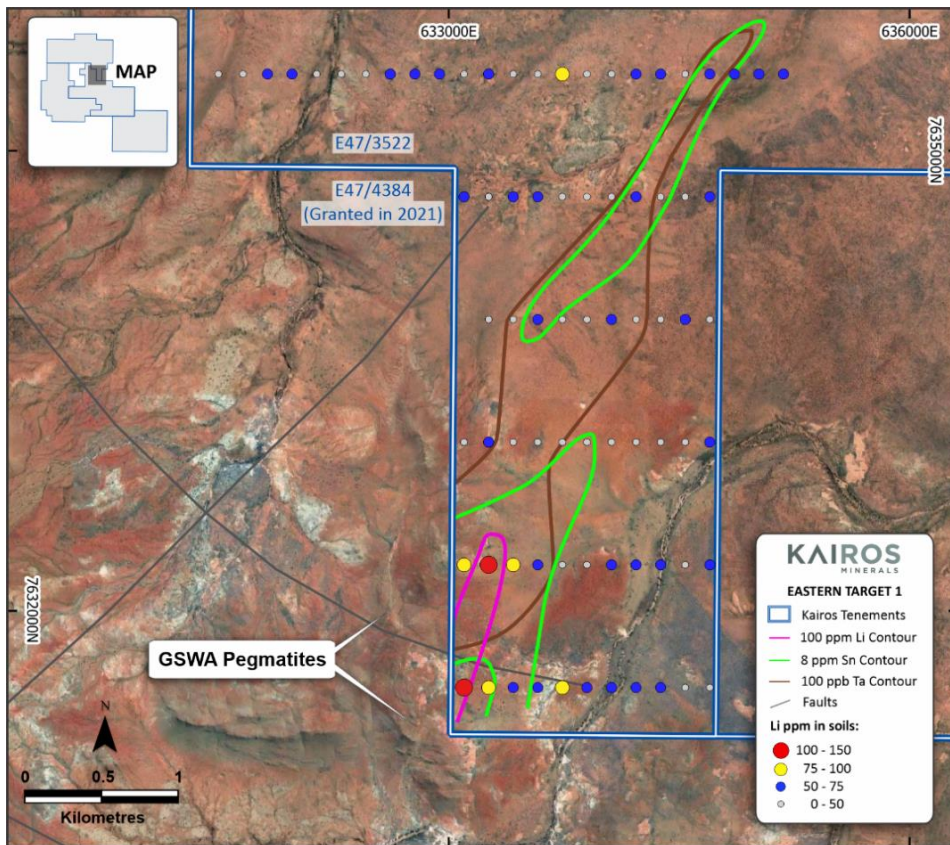 633000E
636000E
MAP
7635000N
E47/3522
E47/4384
(Granted in 2021)
7632000N
GSWA Pegmatites
N
0 0.5 1
Kilometres
KAIROS
MINERALS
EASTERN TARGET 1
Kairos Tenements
100 ppm Li Contour
8 ppm Sn Contour
100 ppb Ta Contour
Faults
Li ppm in soils:
100 - 150
75 - 100
50 - 75
0 - 50